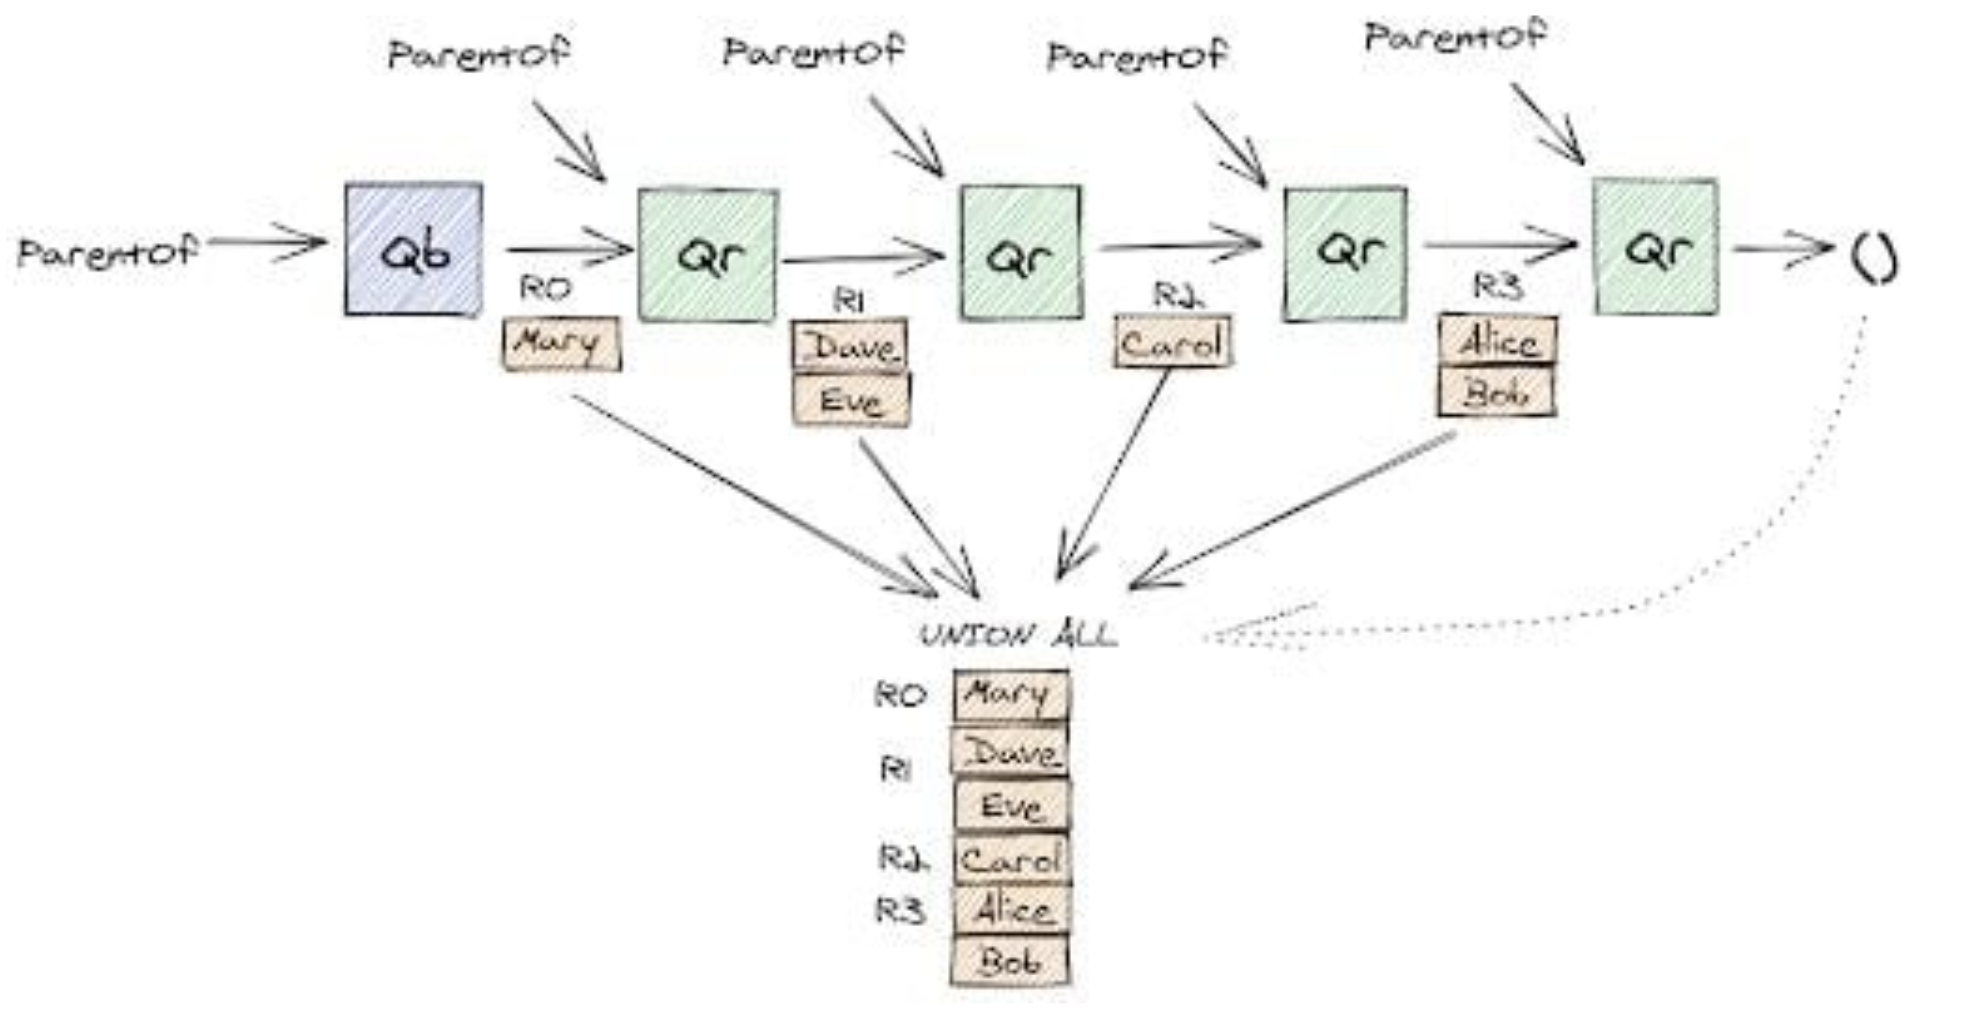 ParentOf ParentOf ParentOf ParentOf
ParentOf Qb Qr Qr Qr Qr ()
R0 R1 R2 R3
Mary Dave Carol Alice
Eve Bob
UNION ALL
R0 Mary
R1 Dave
Eve
R2 Carol
R3 Alice
Bob